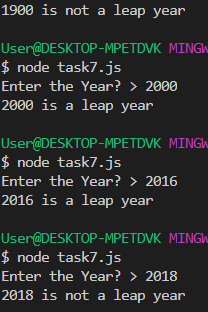 1900 is not a leap year
User@DESKTOP-MPETDVK MINGW
$ node task7.js
Enter the Year? > 2000
2000 is a leap year
User@DESKTOP-MPETDVK MINGW
$ node task7.js
Enter the Year? > 2016
2016 is a leap year
User@DESKTOP-MPETDVK MINGW
$ node task7.js
Enter the Year? > 2018
2018 is not a leap year